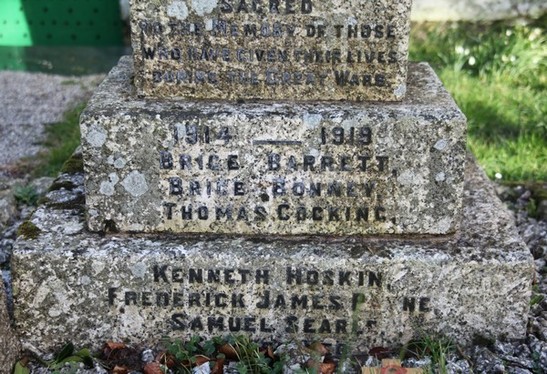 SACRED
TO THE MEMORY OF THOSE
WHO HAVE GIVEN THEIR LIVES
DURING THE GREAT WARS
1914 — 1919
BRICE BARRETT,
BRICE BONNEY,
THOMAS COCKING,
KENNETH HOSKIN,
FREDERICK JAMES PAYNE
SAMUEL SEARLE